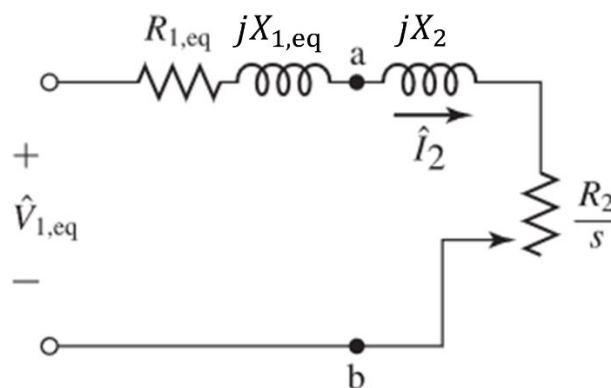 R₁,eq jX₁,eq a jX₂
Î₂
+
V̂₁,eq
−
R₂/s
b